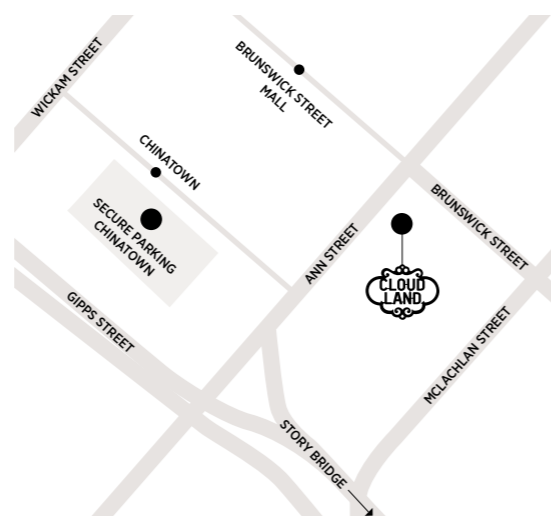 WICKAM STREET
BRUNSWICK STREET
MALL
CHINATOWN
SECURE PARKING
CHINATOWN
ANN STREET
BRUNSWICK STREET
CLOUD
LAND
GIPPS STREET
MCLACHLAN STREET
STORY BRIDGE